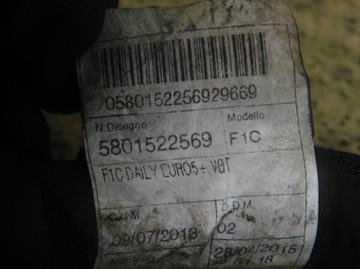 0580152256929669
N.Disegno Modello
5801522569 F1C
F1C DAILY EURO5+ VGT
D.M.
09/07/2018 02
28/04/2015